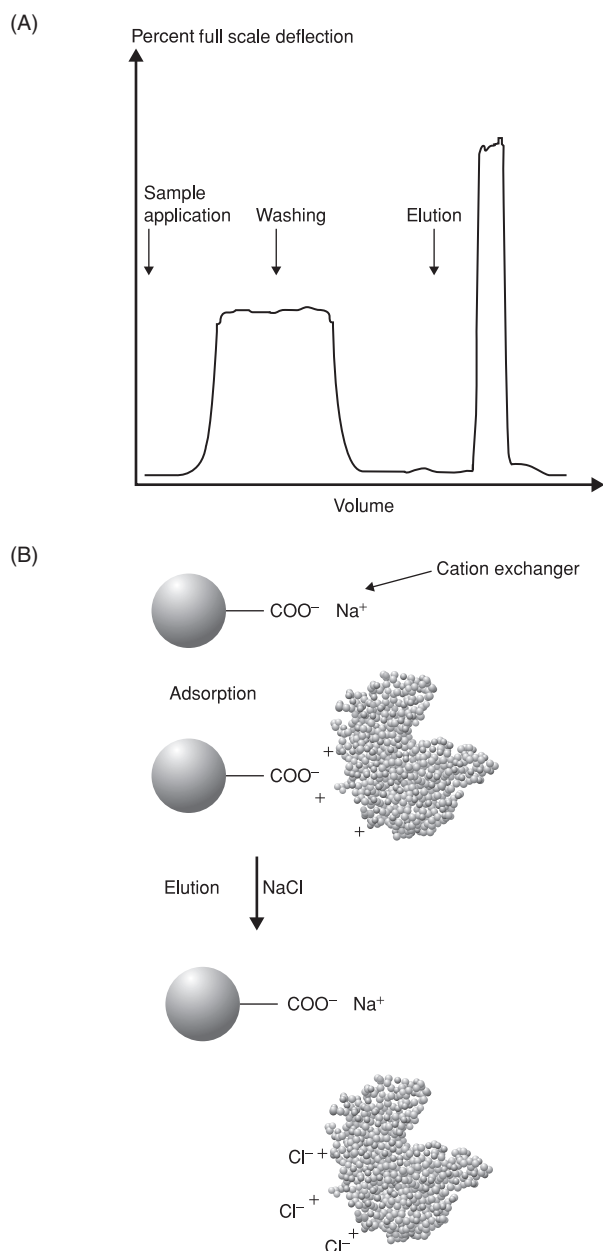 (A)
Percent full scale deflection
Sample
application
Washing
Elution
Volume
(B)
Cation exchanger
COO⁻ Na⁺
Adsorption
COO⁻
+
+
+
Elution
NaCl
COO⁻ Na⁺
Cl⁻ +
Cl⁻ +
Cl⁻ +